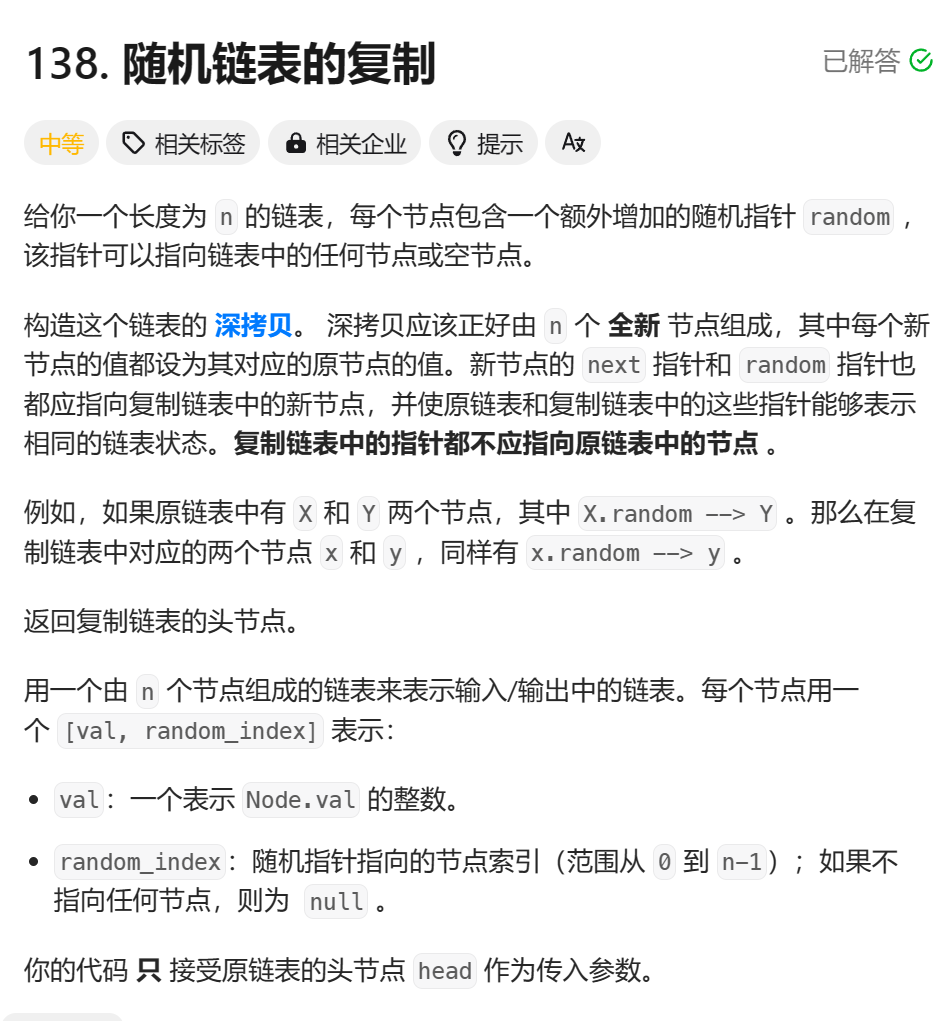 138. 随机链表的复制
已解答
中等
相关标签
相关企业
提示
给你一个长度为 n 的链表，每个节点包含一个额外增加的随机指针 random ，
该指针可以指向链表中的任何节点或空节点。
构造这个链表的 深拷贝。 深拷贝应该正好由 n 个 全新 节点组成，其中每个新
节点的值都设为其对应的原节点的值。新节点的 next 指针和 random 指针也
都应指向复制链表中的新节点，并使原链表和复制链表中的这些指针能够表示
相同的链表状态。复制链表中的指针都不应指向原链表中的节点 。
例如，如果原链表中有 X 和 Y 两个节点，其中 X.random --> Y 。那么在复
制链表中对应的两个节点 x 和 y ，同样有 x.random --> y 。
返回复制链表的头节点。
用一个由 n 个节点组成的链表来表示输入/输出中的链表。每个节点用一
个 [val, random_index] 表示：
• val：一个表示 Node.val 的整数。
• random_index：随机指针指向的节点索引（范围从 0 到 n-1）；如果不
指向任何节点，则为 null 。
你的代码 只 接受原链表的头节点 head 作为传入参数。